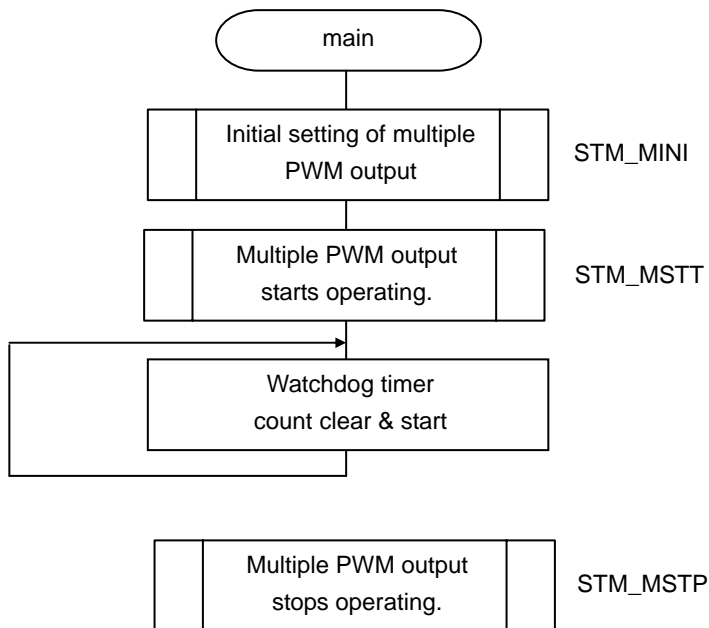 main
Initial setting of multiple
PWM output
STM_MINI
Multiple PWM output
starts operating.
STM_MSTT
Watchdog timer
count clear & start
Multiple PWM output
stops operating.
STM_MSTP